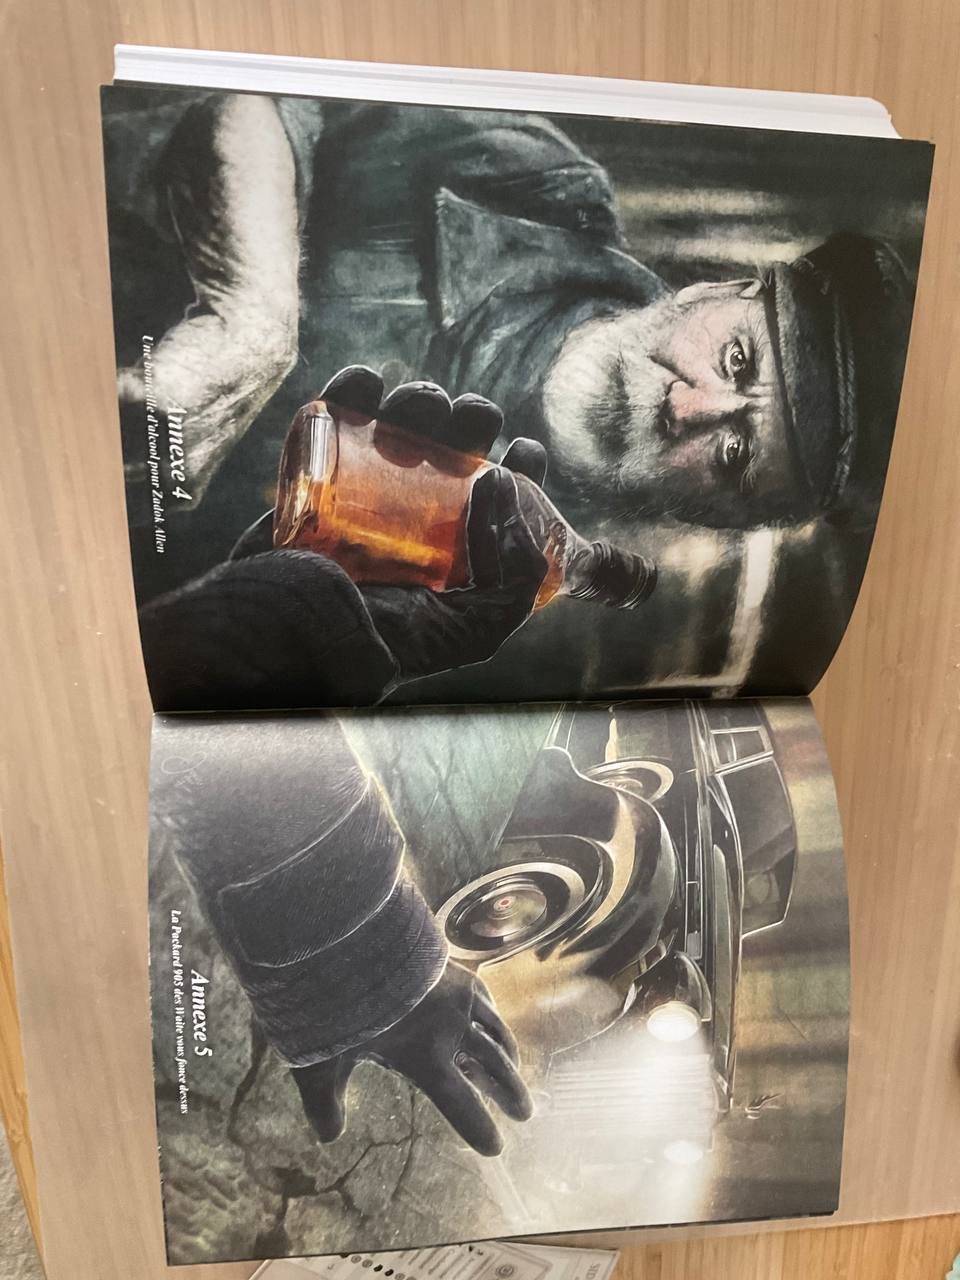 Annexe 4
Une bouteille d'alcool pour Zadok Allen
Annexe 5
La Packard 905 des Waite vous fonce dessus